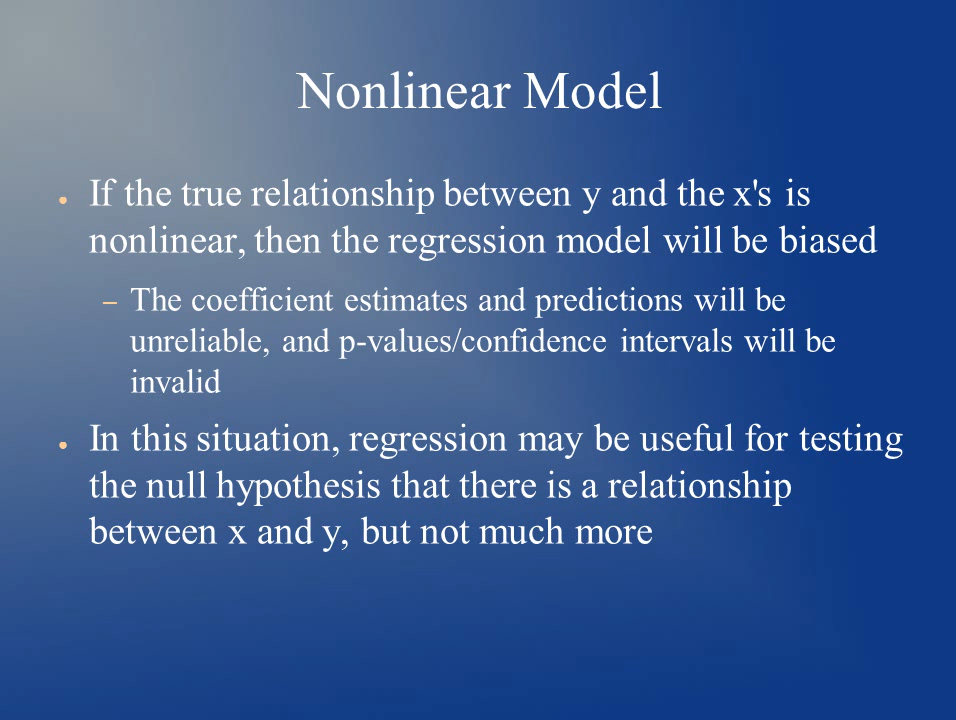 Nonlinear Model
● If the true relationship between y and the x's is
nonlinear, then the regression model will be biased
– The coefficient estimates and predictions will be
unreliable, and p-values/confidence intervals will be
invalid
● In this situation, regression may be useful for testing
the null hypothesis that there is a relationship
between x and y, but not much more